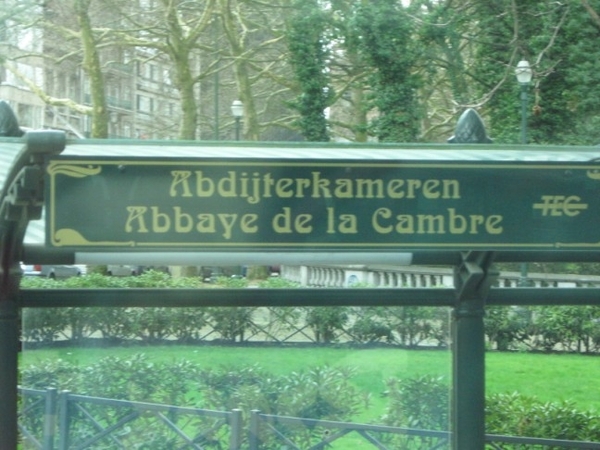 Abdijterkameren
Abbaye de la Cambre
TEC